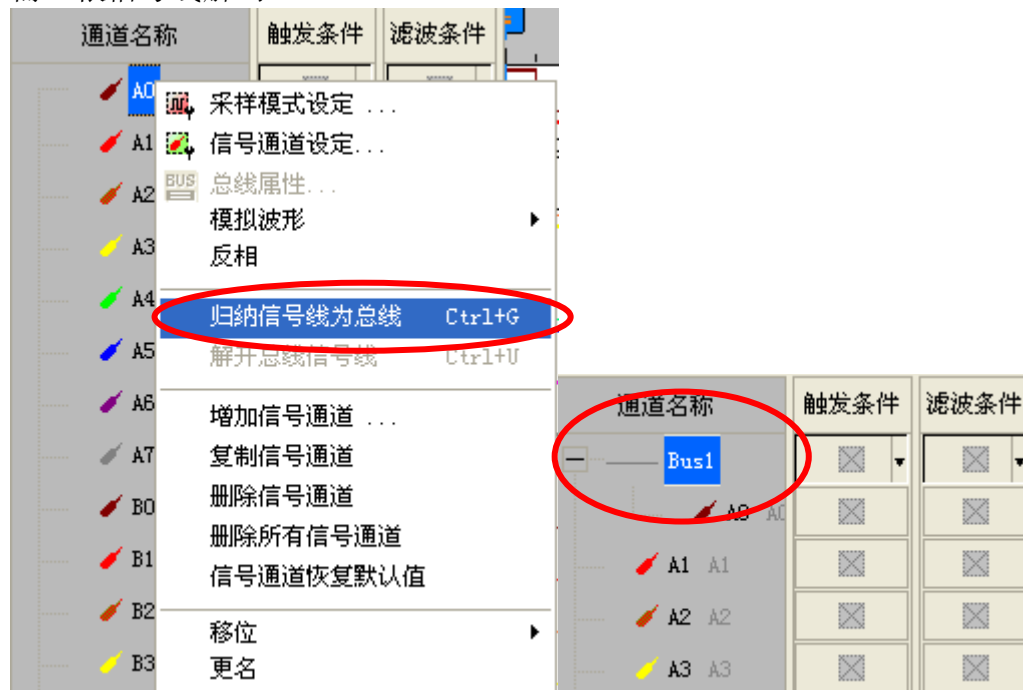 通道名称 触发条件 滤波条件
A0
采样模式设定 ...
A1 信号通道设定...
A2 BUS 总线属性...
模拟波形
A3 反相
A4 归纳信号线为总线 Ctrl+G
A5 解开总线信号线 Ctrl+U
A6 增加信号通道 ...
A7 复制信号通道
B0 删除信号通道
删除所有信号通道
B1 信号通道恢复默认值
B2 移位
B3 更名
通道名称 触发条件 滤波条件
Bus1
A0 A0
A1 A1
A2 A2
A3 A3